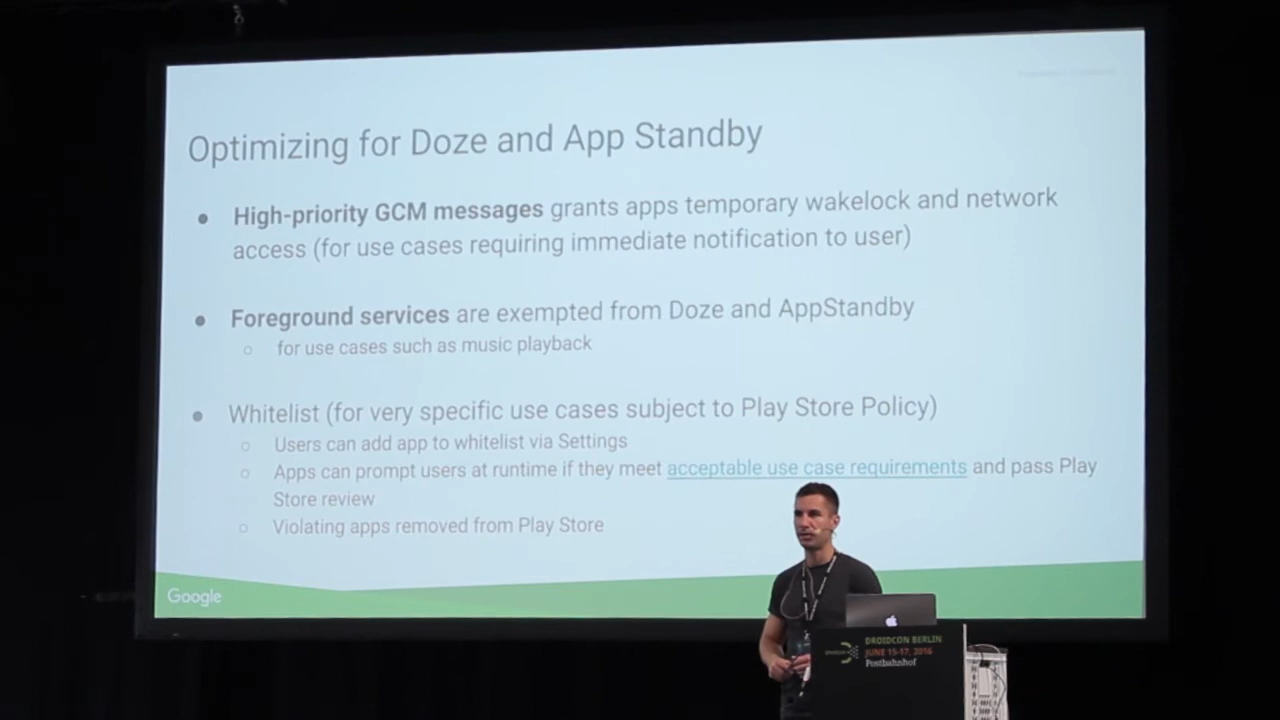 Optimizing for Doze and App Standby
● High-priority GCM messages grants apps temporary wakelock and network
access (for use cases requiring immediate notification to user)
● Foreground services are exempted from Doze and AppStandby
○ for use cases such as music playback
● Whitelist (for very specific use cases subject to Play Store Policy)
○ Users can add app to whitelist via Settings
○ Apps can prompt users at runtime if they meet acceptable use case requirements and pass Play
Store review
○ Violating apps removed from Play Store
Google
DROIDCON BERLIN
JUNE 15-17, 2016
Postbahnhof